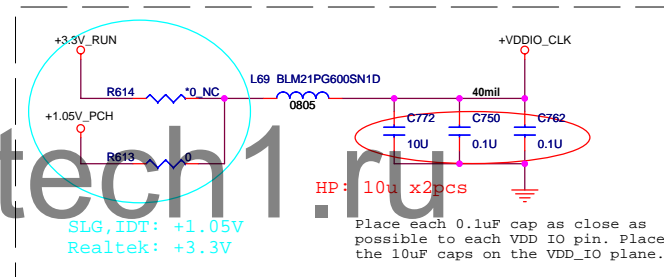 +3.3V_RUN
+VDDIO_CLK
L69 BLM21PG600SN1D
R614
*0_NC
0805
40mil
+1.05V_PCH
C772
C750
C762
10U
0.1U
0.1U
R613
0
tech1.ru
HP: 10u x2pcs
SLG,IDT: +1.05V
Realtek: +3.3V
Place each 0.1uF cap as close as
possible to each VDD IO pin. Place
the 10uF caps on the VDD_IO plane.